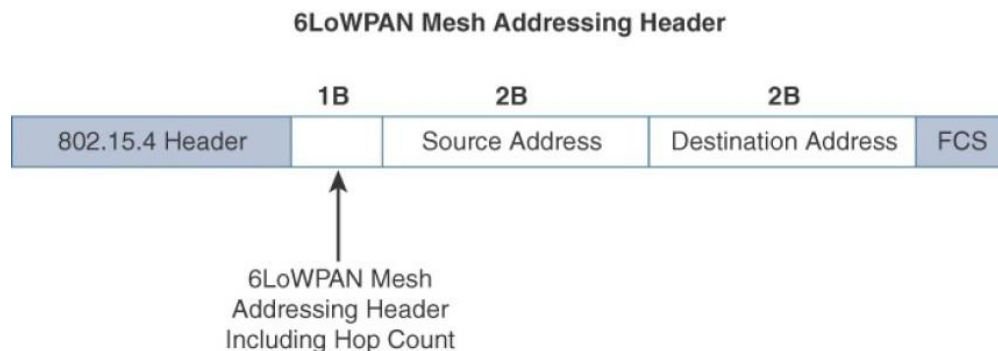 6LoWPAN Mesh Addressing Header
1B 2B 2B
802.15.4 Header Source Address Destination Address FCS
6LoWPAN Mesh
Addressing Header
Including Hop Count